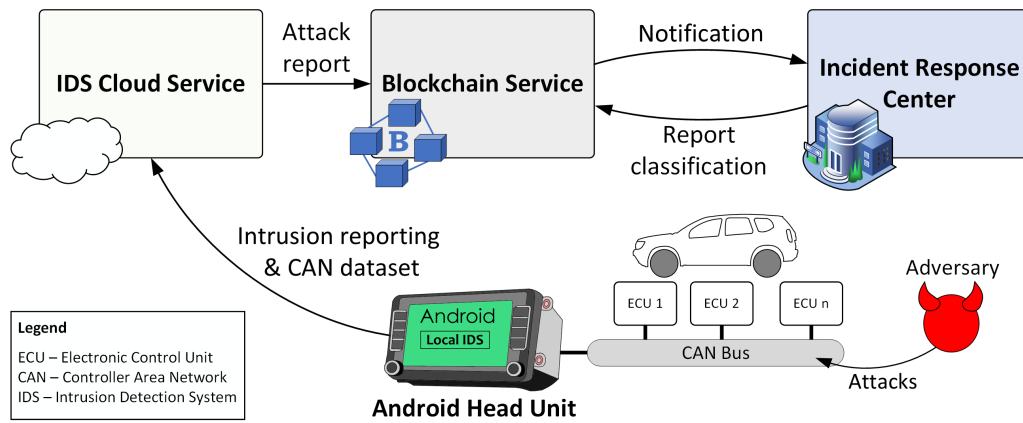 IDS Cloud Service
Attack
report
Blockchain Service
B
Notification
Report
classification
Incident Response
Center
Intrusion reporting
& CAN dataset
Android
Local IDS
Android Head Unit
ECU 1
ECU 2
ECU n
CAN Bus
Adversary
Attacks
Legend
ECU – Electronic Control Unit
CAN – Controller Area Network
IDS – Intrusion Detection System